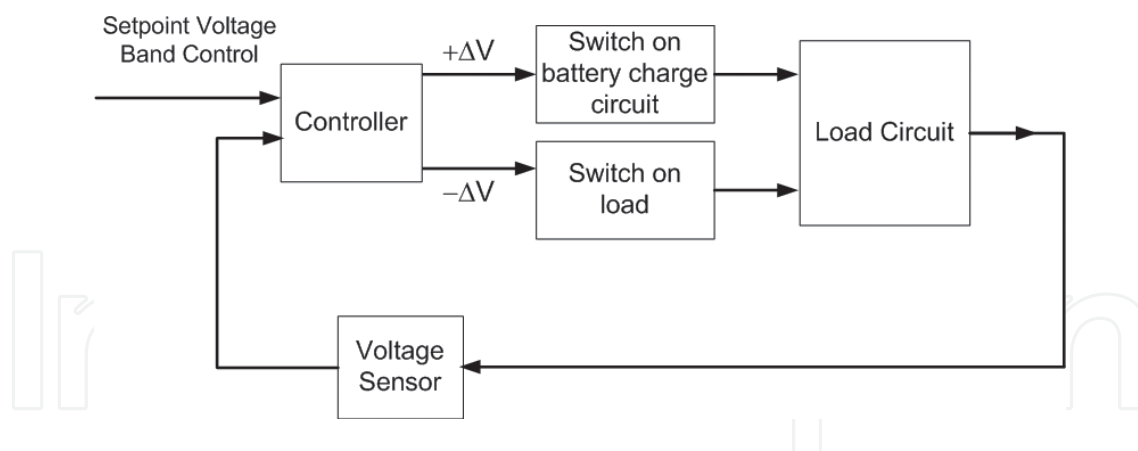 Setpoint Voltage
Band Control
Controller
+ΔV
−ΔV
Switch on
battery charge
circuit
Switch on
load
Load Circuit
Voltage
Sensor